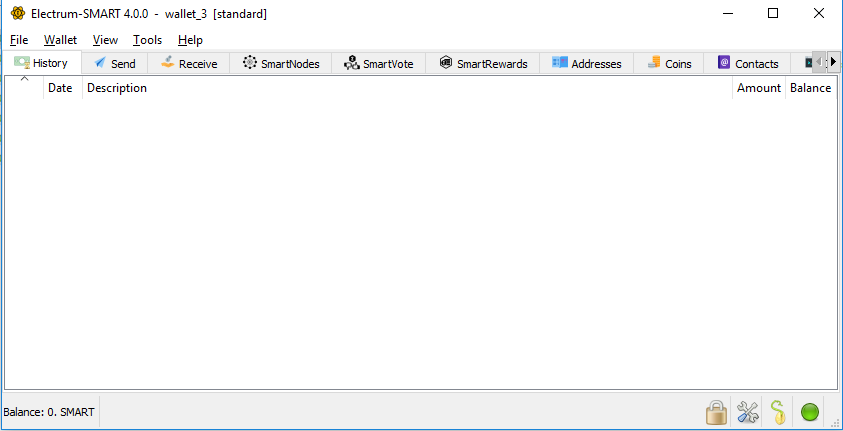 Electrum-SMART 4.0.0 - wallet_3 [standard]
File Wallet View Tools Help
History Send Receive SmartNodes SmartVote SmartRewards Addresses Coins Contacts
Date Description Amount Balance
Balance: 0. SMART